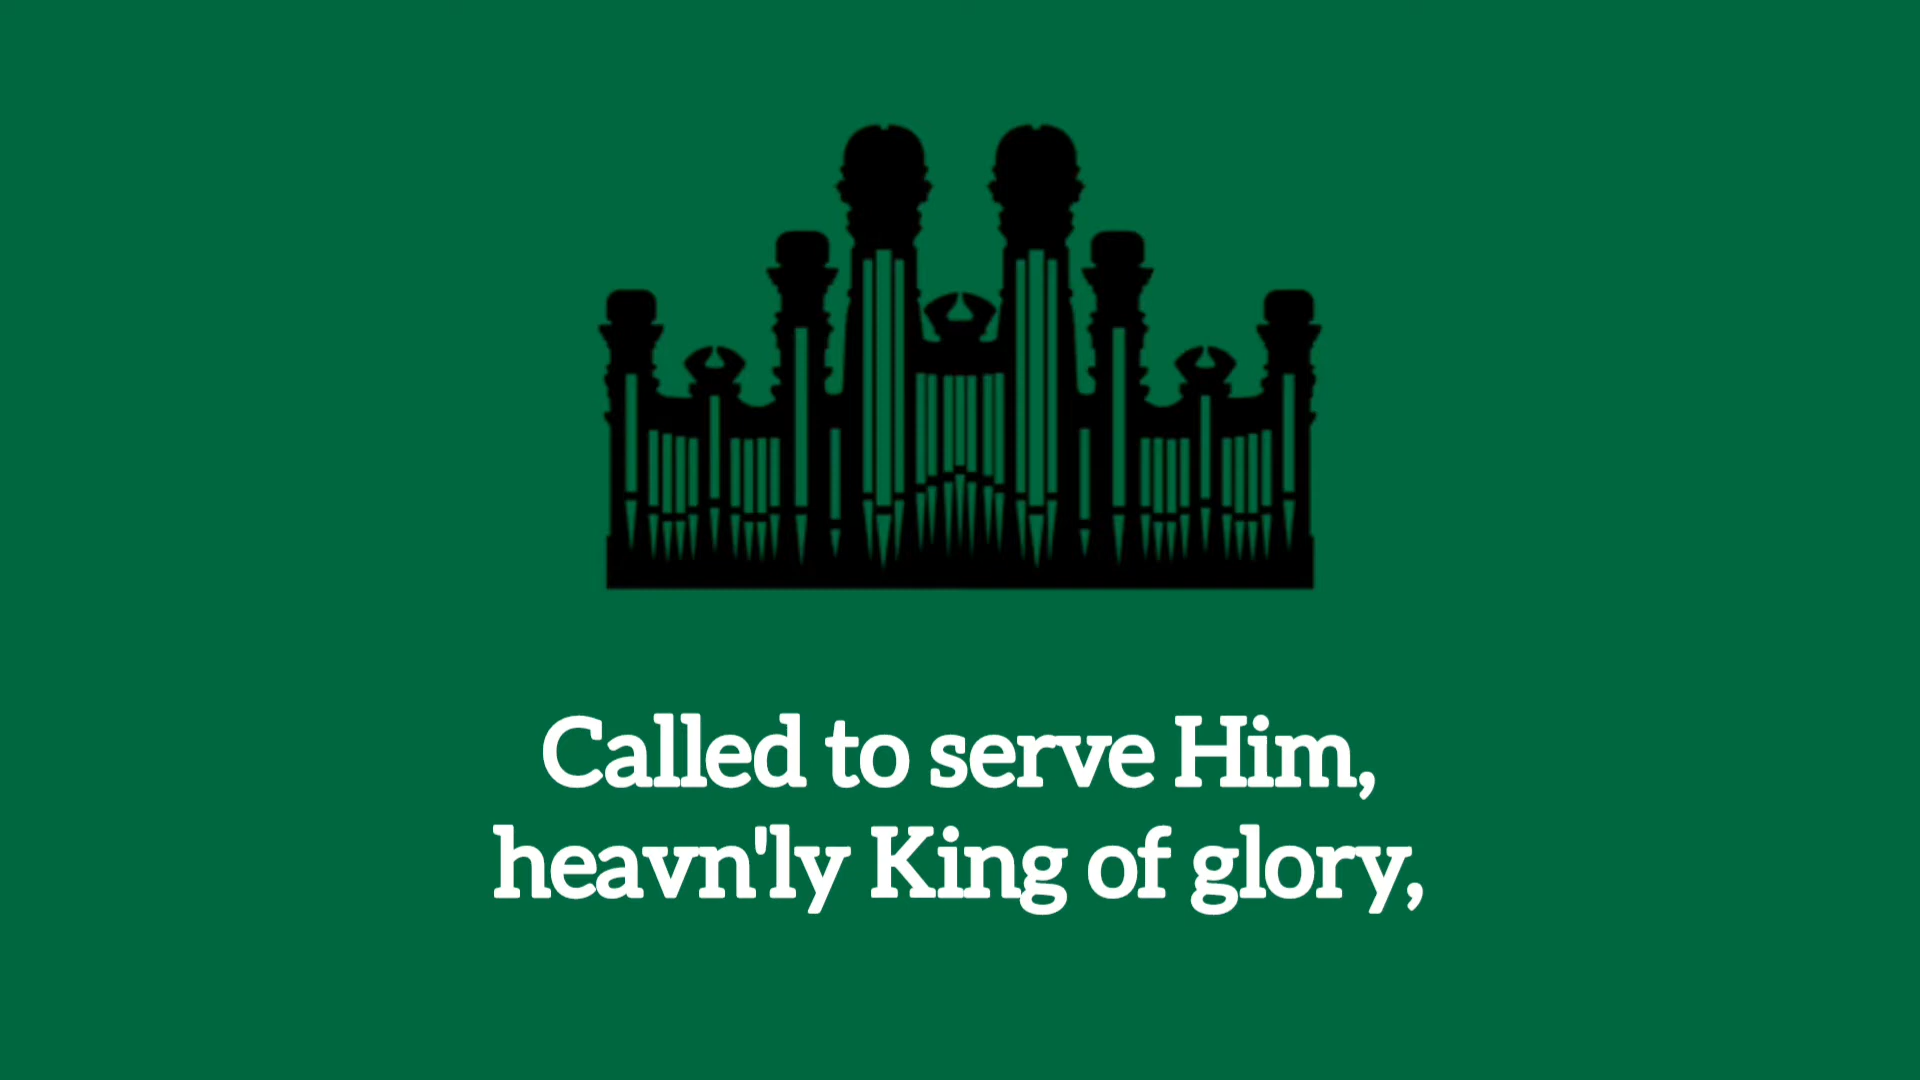 Called to serve Him,
heavn'ly King of glory,